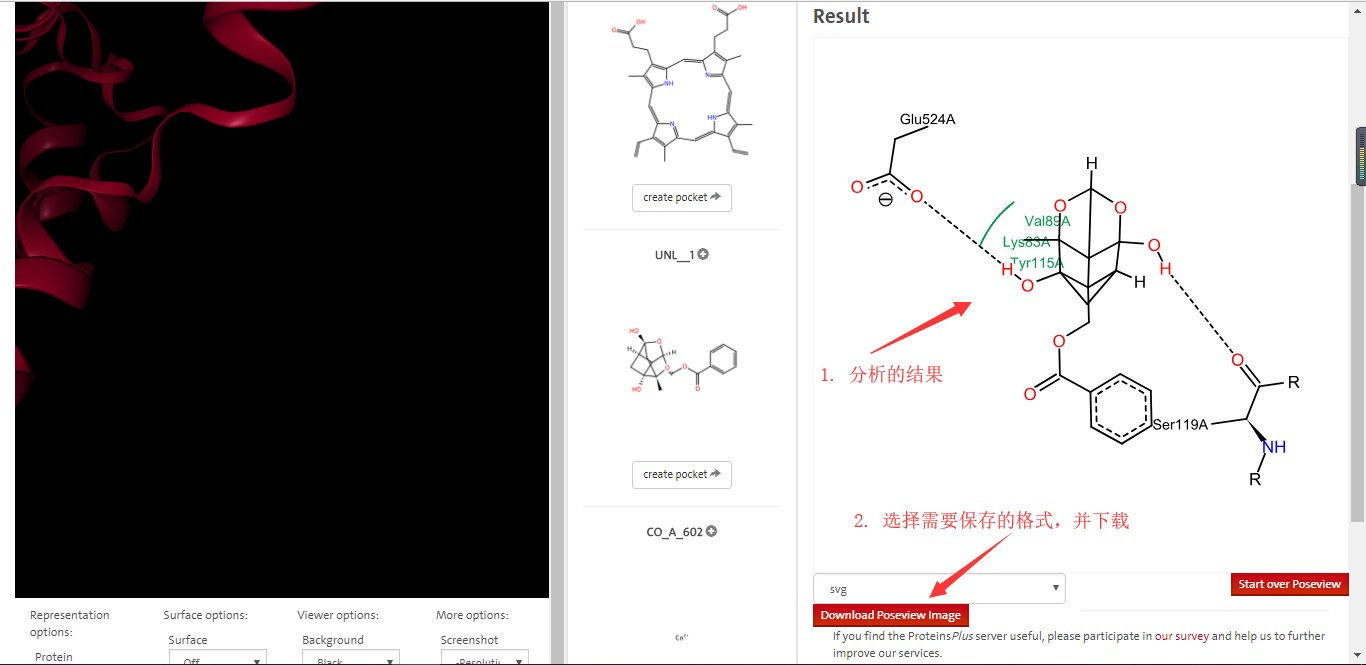 Result
OH
O
OH
O
NH
N
N
HN
create pocket
UNL__1
HO
O
H
H
O
O
O
HO
create pocket
CO_A_602
Co²⁺
Glu524A
O
O
⊖
H
O
O
Val89A
Lys83A
Tyr115A
O
H
H
O
H
O
O
O
R
Ser119A
NH
R
1. 分析的结果
2. 选择需要保存的格式，并下载
svg
Start over Poseview
Download Poseview Image
If you find the ProteinsPlus server useful, please participate in our survey and help us to further
improve our services.
Representation
options:
Protein
Surface options:
Surface
Off
Viewer options:
Background
Black
More options:
Screenshot
-Resoluti